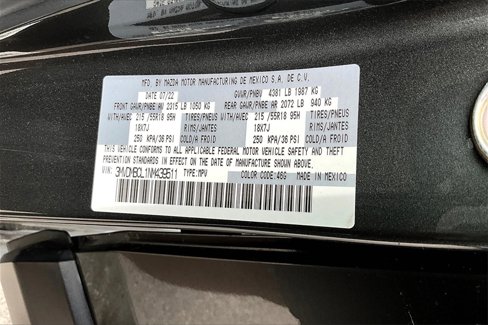 MFD. BY MAZDA MOTOR MANUFACTURING DE MEXICO S.A. DE C.V.
DATE 07/22 GVWR/PNBV 4381 LB 1987 KG
FRONT GAWR/PNBE AV 2315 LB 1050 KG REAR GAWR/PNBE AR 2072 LB 940 KG
WITH/AVEC 215/55R18 95H TIRES/PNEUS WITH/AVEC 215/55R18 95H TIRES/PNEUS
18X7J RIMS/JANTES 18X7J RIMS/JANTES
250 KPA/36 PSI COLD/A FROID 250 KPA/36 PSI COLD/A FROID
THIS VEHICLE CONFORMS TO ALL APPLICABLE FEDERAL MOTOR VEHICLE SAFETY AND THEFT
PREVENTION STANDARDS IN EFFECT ON THE DATE OF MANUFACTURE SHOWN ABOVE
VIN: 3MVDMBCL1NM439511 TYPE:MPV COLOR CODE:46G MADE IN MEXICO